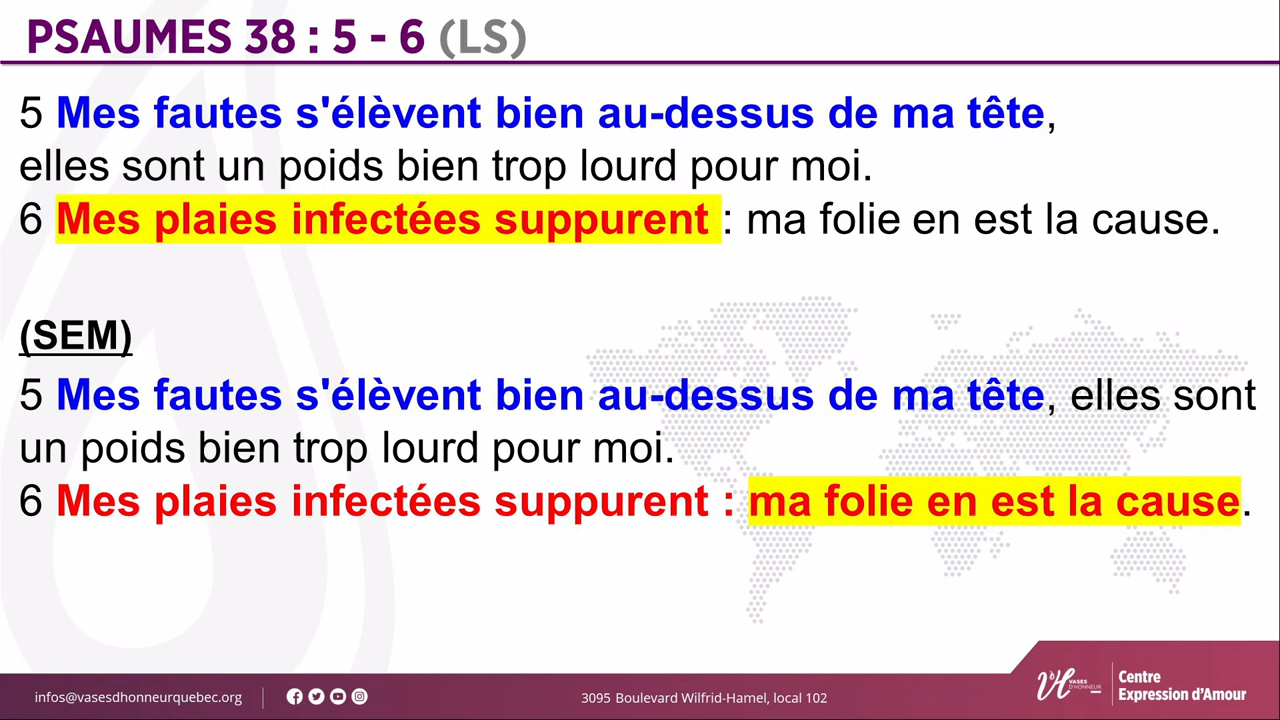 PSAUMES 38 : 5 - 6 (LS)
5 Mes fautes s'élèvent bien au-dessus de ma tête,
elles sont un poids bien trop lourd pour moi.
6 Mes plaies infectées suppurent : ma folie en est la cause.
(SEM)
5 Mes fautes s'élèvent bien au-dessus de ma tête, elles sont
un poids bien trop lourd pour moi.
6 Mes plaies infectées suppurent : ma folie en est la cause.
infos@vasesdhonneurquebec.org
3095 Boulevard Wilfrid-Hamel, local 102
VASES
D'HONNEUR
Centre
Expression d'Amour